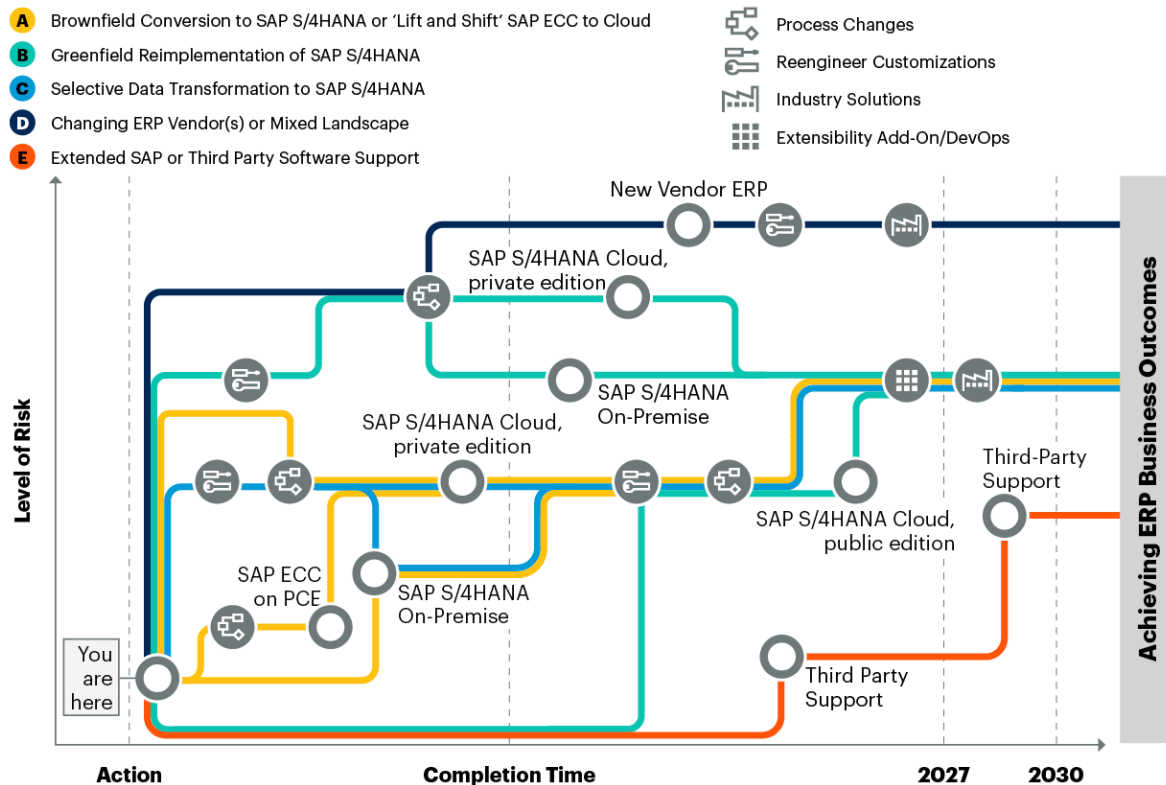 A Brownfield Conversion to SAP S/4HANA or ‘Lift and Shift’ SAP ECC to Cloud
B Greenfield Reimplementation of SAP S/4HANA
C Selective Data Transformation to SAP S/4HANA
D Changing ERP Vendor(s) or Mixed Landscape
E Extended SAP or Third Party Software Support
Process Changes
Reengineer Customizations
Industry Solutions
Extensibility Add-On/DevOps
New Vendor ERP
SAP S/4HANA Cloud,
private edition
SAP S/4HANA
On-Premise
SAP S/4HANA Cloud,
private edition
Third-Party
Support
SAP S/4HANA Cloud,
public edition
SAP ECC
on PCE
SAP S/4HANA
On-Premise
You
are
here
Third Party
Support
Level of Risk
Achieving ERP Business Outcomes
Action
Completion Time
2027
2030